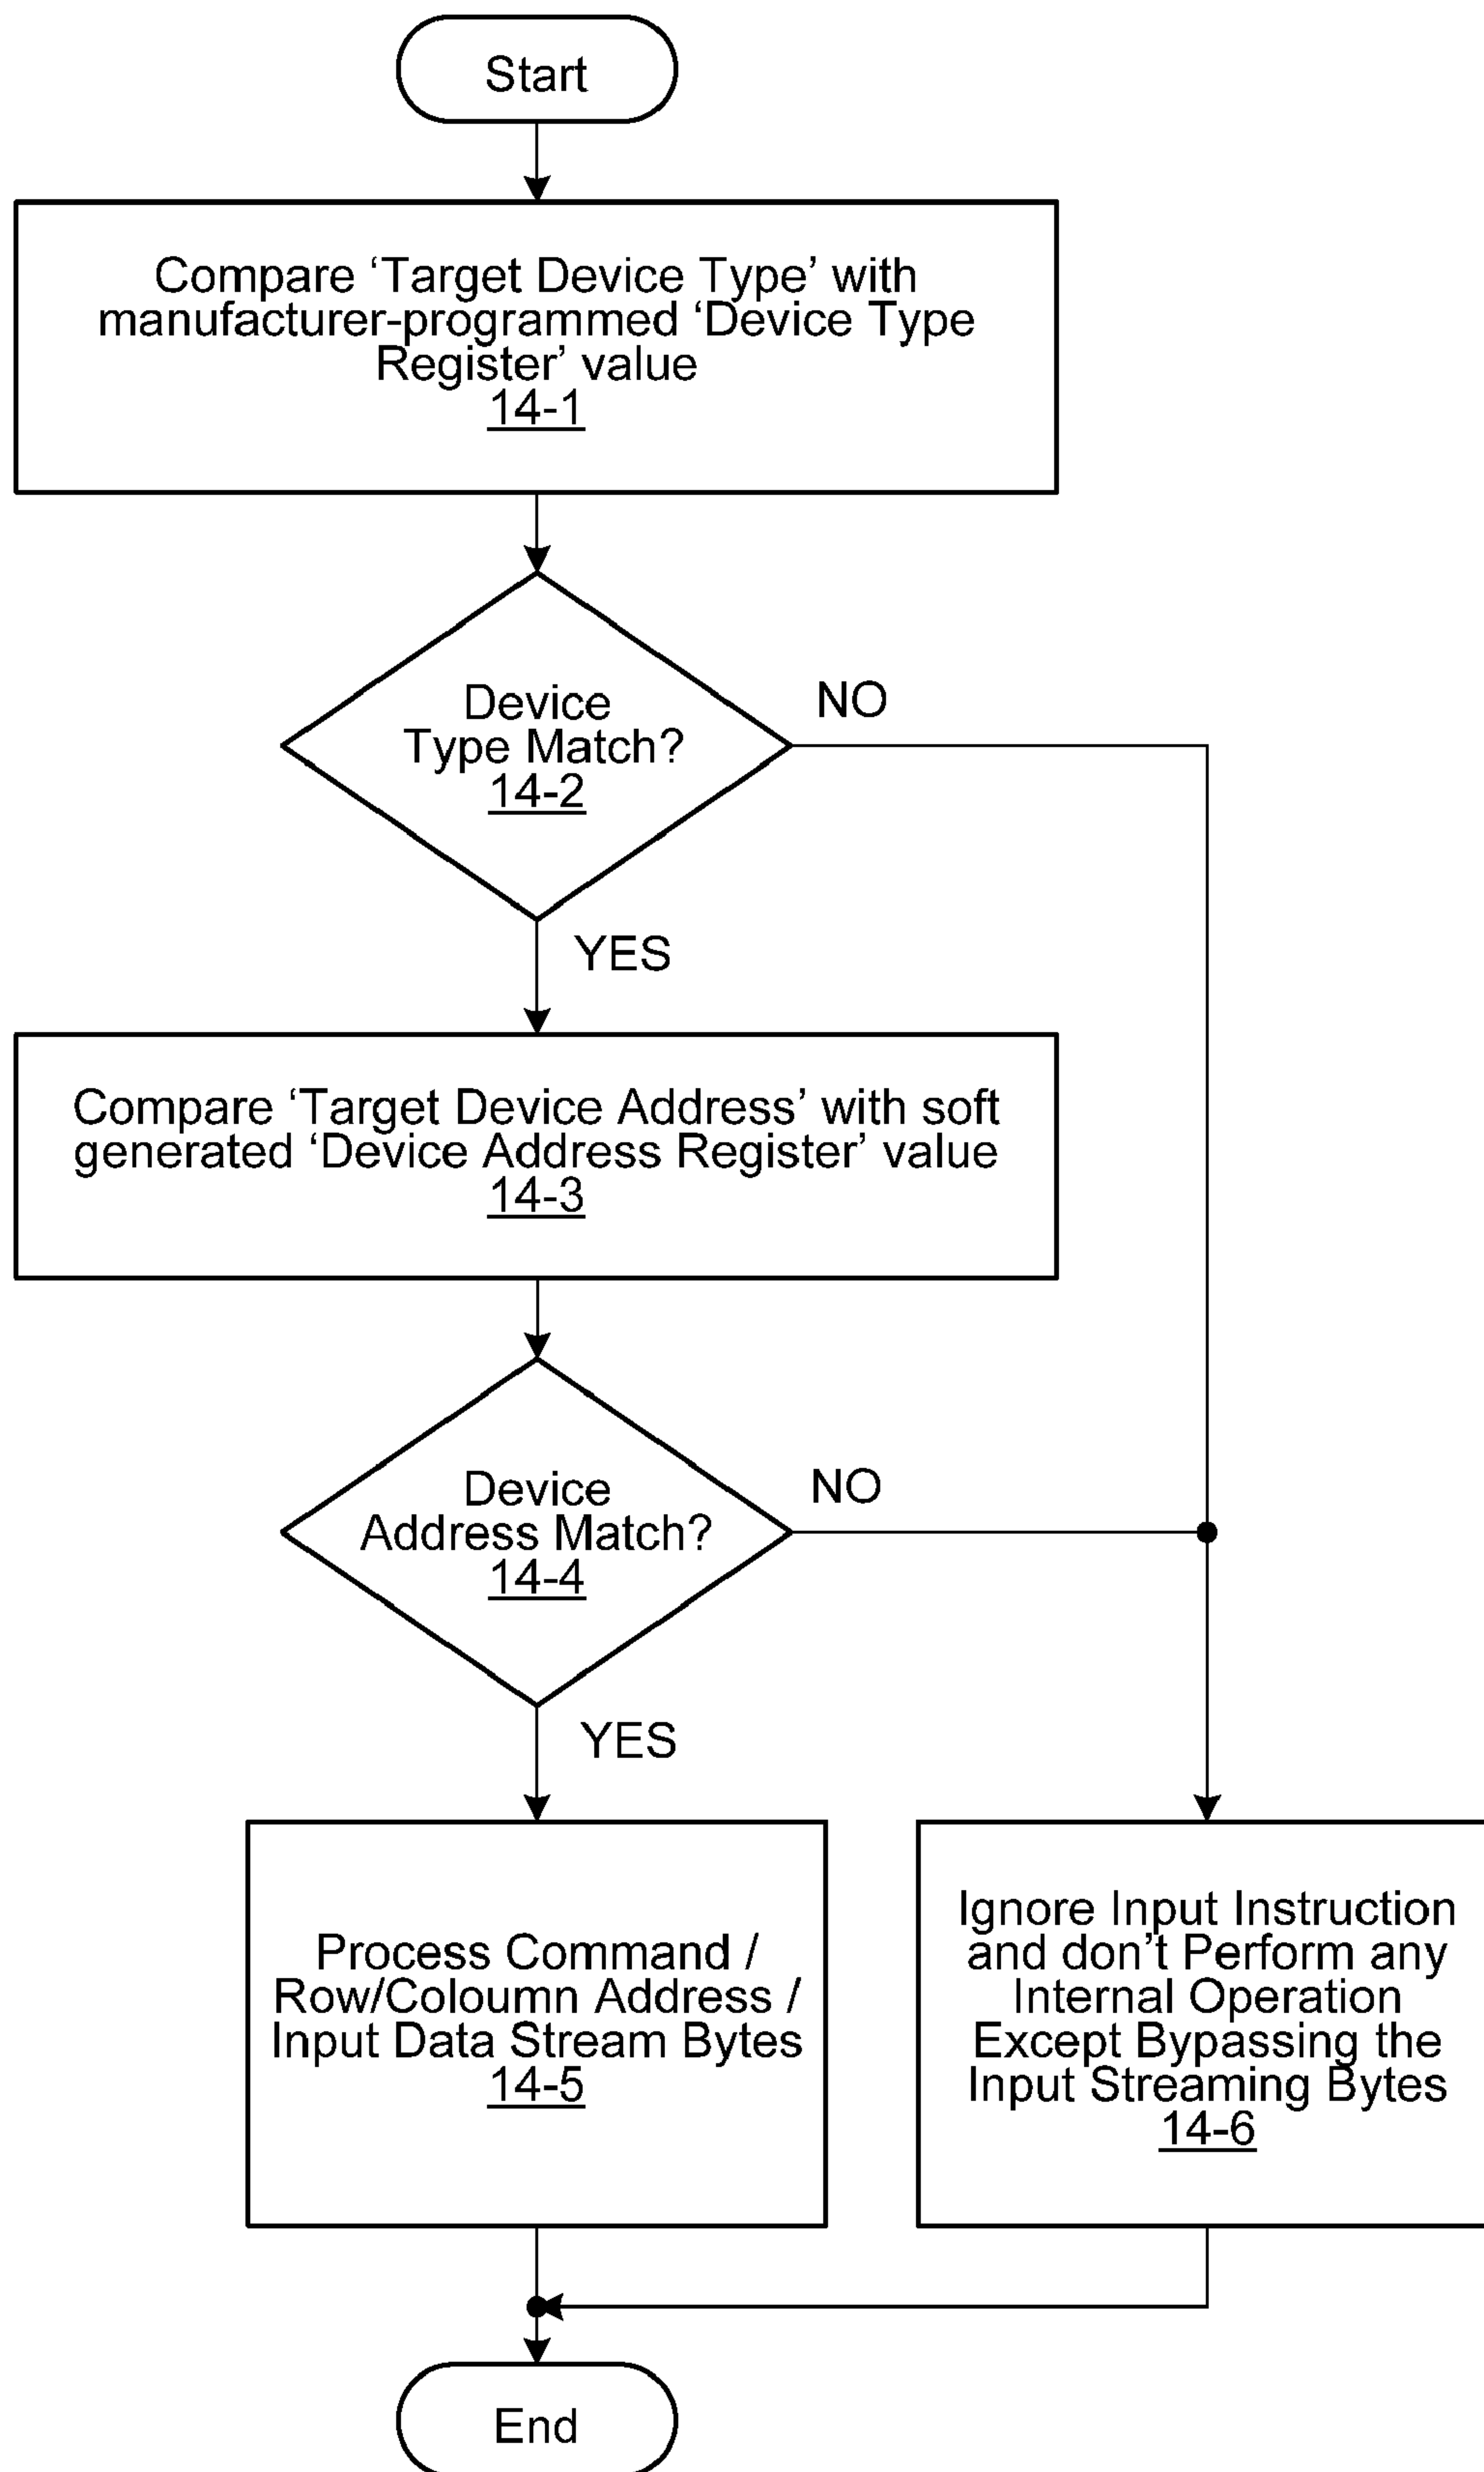 Start
Compare ‘Target Device Type’ with
manufacturer-programmed ‘Device Type
Register’ value
14-1
Device
Type Match?
14-2
NO
YES
Compare ‘Target Device Address’ with soft
generated ‘Device Address Register’ value
14-3
Device
Address Match?
14-4
NO
YES
Process Command /
Row/Coloumn Address /
Input Data Stream Bytes
14-5
Ignore Input Instruction
and don’t Perform any
Internal Operation
Except Bypassing the
Input Streaming Bytes
14-6
End